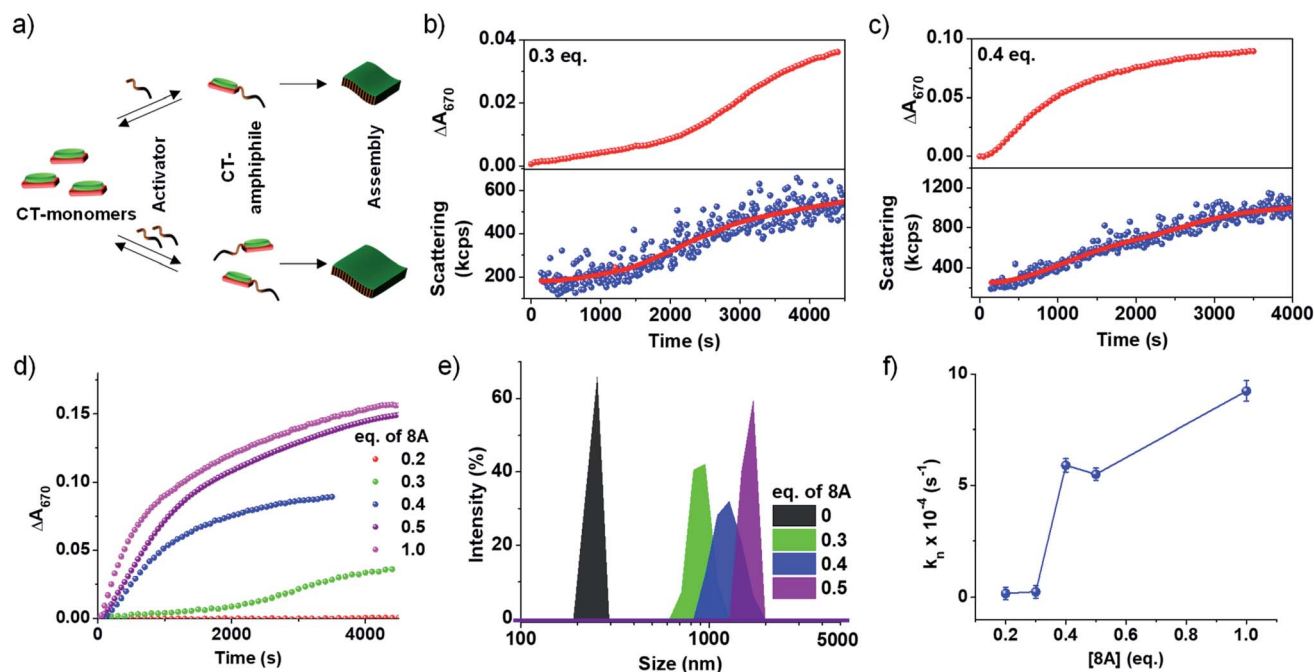 a)
CT-monomers
Activator
CT-
amphiphile
Assembly
b)
0.3 eq.
ΔA₆₇₀
0.04
0.02
0.00
Scattering
(kcps)
600
400
200
0 1000 2000 3000 4000
Time (s)
c)
0.4 eq.
ΔA₆₇₀
0.10
0.05
0.00
Scattering
(kcps)
1200
800
400
0 1000 2000 3000 4000
Time (s)
d)
ΔA₆₇₀
0.15
0.10
0.05
0.00
eq. of 8A
0.2
0.3
0.4
0.5
1.0
0 2000 4000
Time (s)
e)
Intensity (%)
60
40
20
0
eq. of 8A
0
0.3
0.4
0.5
100 1000 5000
Size (nm)
f)
kₙ x 10⁻⁴ (s⁻¹)
10
5
0
0.2 0.4 0.6 0.8 1.0
[8A] (eq.)